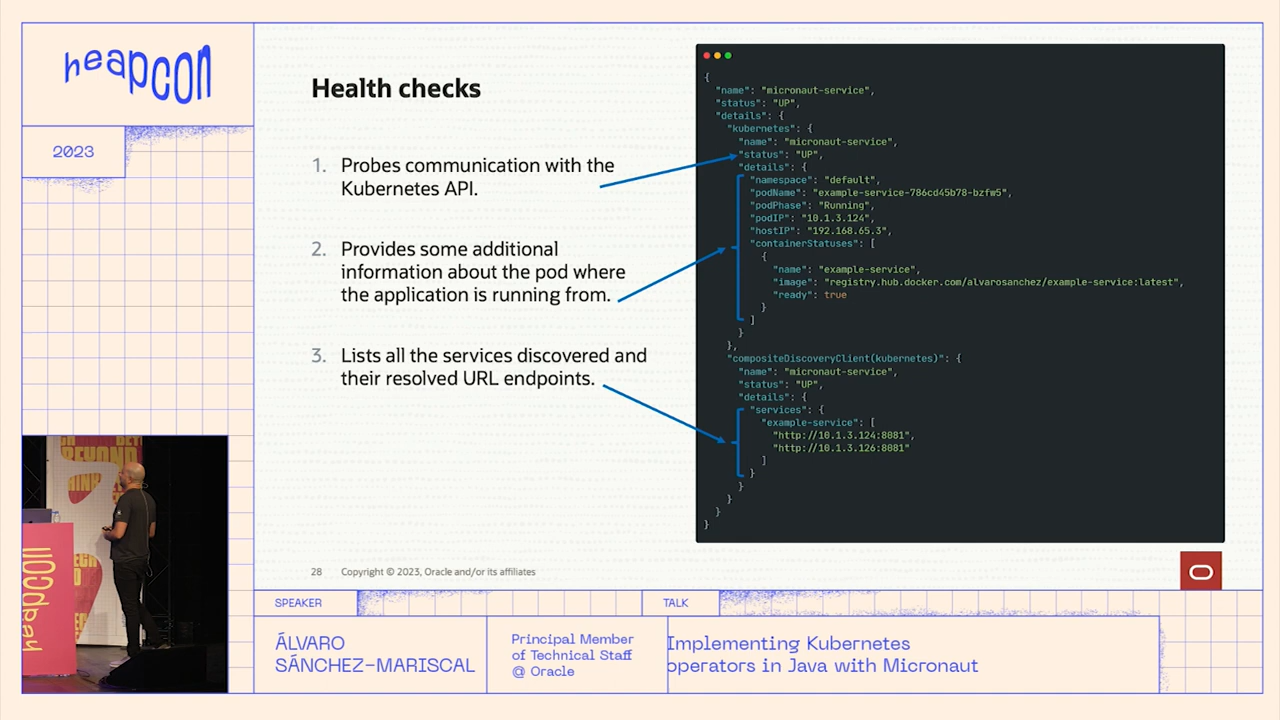 heapcon
2023
Health checks
1. Probes communication with the
Kubernetes API.
2. Provides some additional
information about the pod where
the application is running from.
3. Lists all the services discovered and
their resolved URL endpoints.
{
"name": "micronaut-service",
"status": "UP",
"details": {
"kubernetes": {
"name": "micronaut-service",
"status": "UP",
"details": {
"namespace": "default",
"podName": "example-service-786cd45b78-bzfm5",
"podPhase": "Running",
"podIP": "10.1.3.124",
"hostIP": "192.168.65.3",
"containerStatuses": [
{
"name": "example-service",
"image": "registry.hub.docker.com/alvarosanchez/example-service:latest",
"ready": true
}
]
}
},
"compositeDiscoveryClient(kubernetes)": {
"name": "micronaut-service",
"status": "UP",
"details": {
"services": {
"example-service": [
"http://10.1.3.124:8081",
"http://10.1.3.126:8081"
]
}
}
}
}
}
28 Copyright © 2023, Oracle and/or its affiliates
heapcon
SPEAKER
TALK
ÁLVARO
SÁNCHEZ-MARISCAL
Principal Member
of Technical Staff
@ Oracle
Implementing Kubernetes
operators in Java with Micronaut